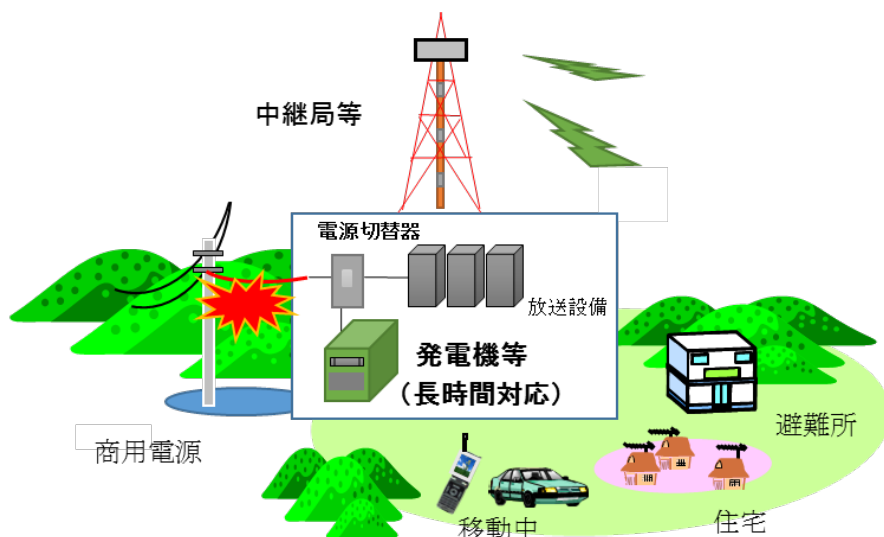 中継局等
電源切替器
放送設備
発電機等
（長時間対応）
商用電源
避難所
移動中
住宅